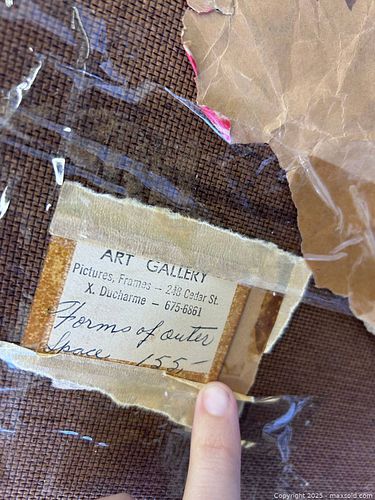 ART GALLERY
Pictures, Frames — 248 Cedar St.
X. Ducharme — 675-6861
Forms of outer
Space 155
Copyright 2025 - maxsold.com